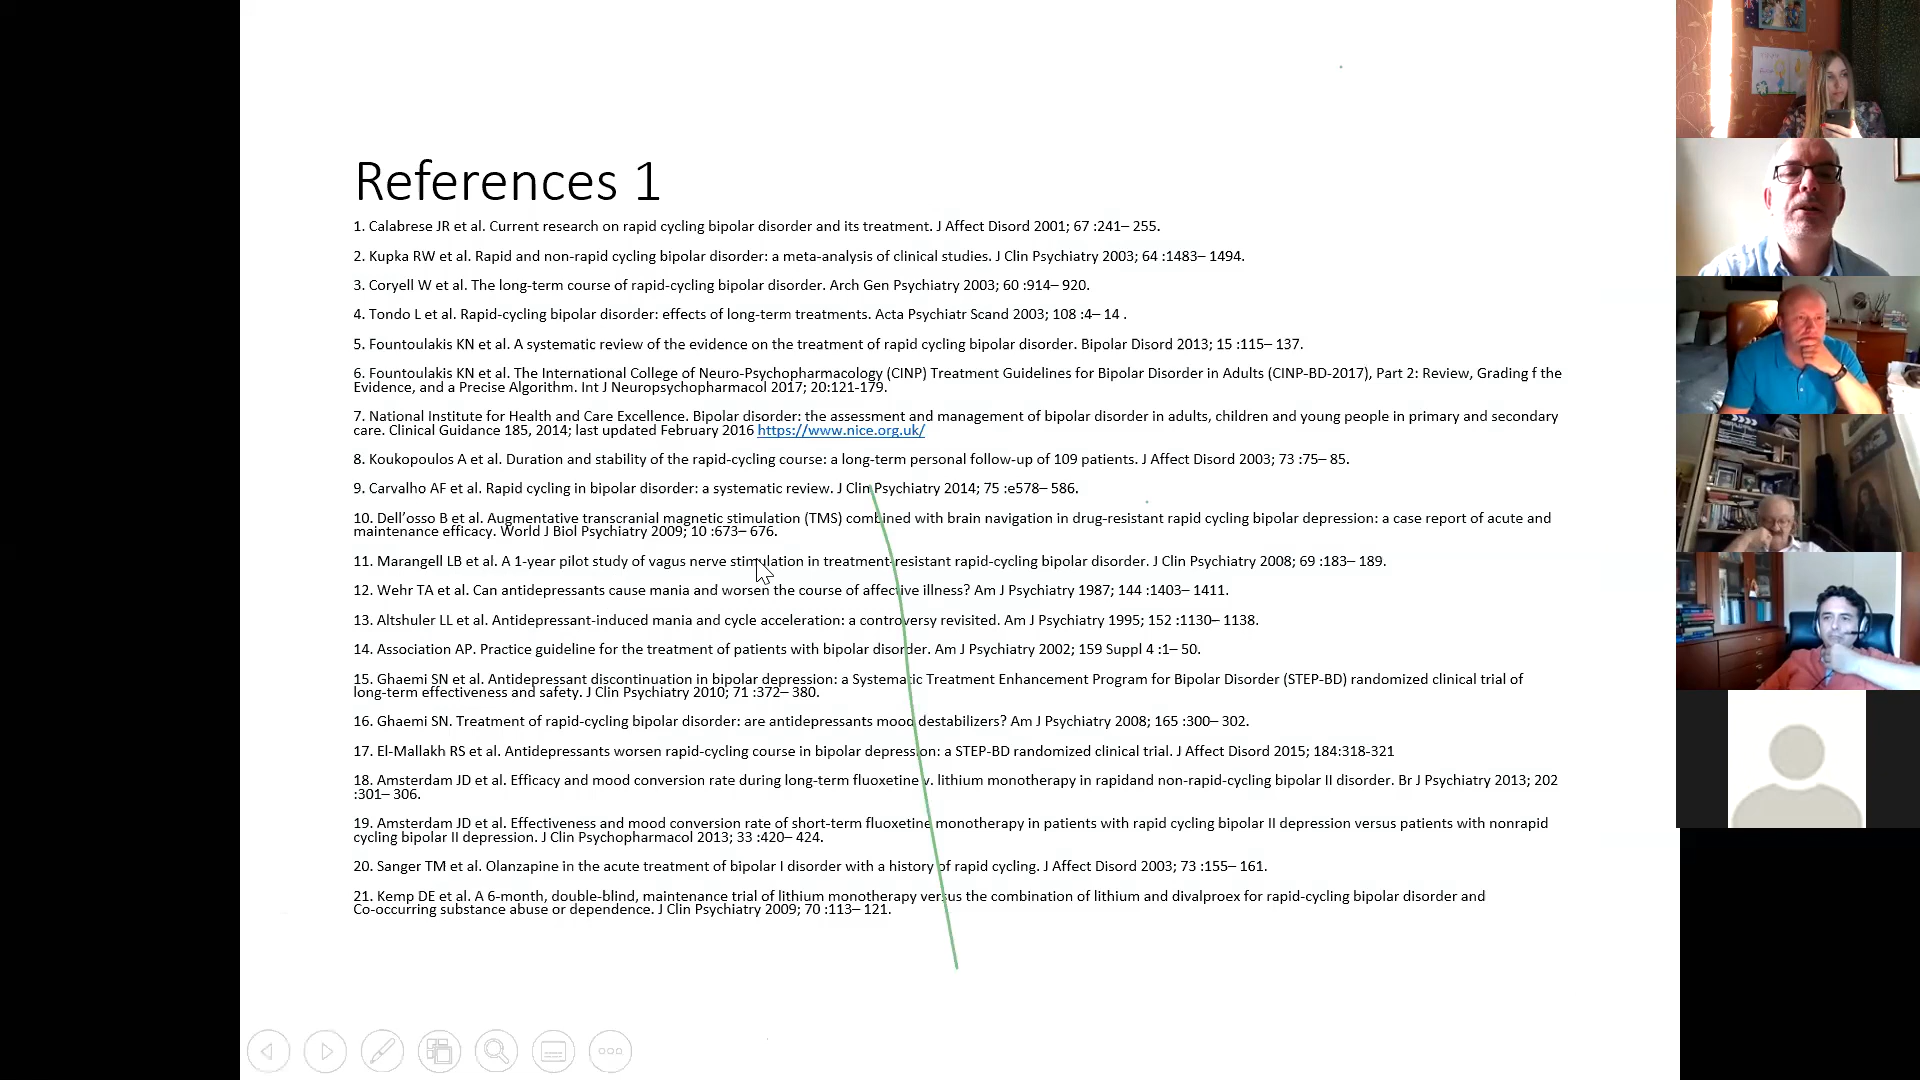 References 1
1. Calabrese JR et al. Current research on rapid cycling bipolar disorder and its treatment. J Affect Disord 2001; 67 :241– 255.
2. Kupka RW et al. Rapid and non-rapid cycling bipolar disorder: a meta-analysis of clinical studies. J Clin Psychiatry 2003; 64 :1483– 1494.
3. Coryell W et al. The long-term course of rapid-cycling bipolar disorder. Arch Gen Psychiatry 2003; 60 :914– 920.
4. Tondo L et al. Rapid-cycling bipolar disorder: effects of long-term treatments. Acta Psychiatr Scand 2003; 108 :4– 14 .
5. Fountoulakis KN et al. A systematic review of the evidence on the treatment of rapid cycling bipolar disorder. Bipolar Disord 2013; 15 :115– 137.
6. Fountoulakis KN et al. The International College of Neuro-Psychopharmacology (CINP) Treatment Guidelines for Bipolar Disorder in Adults (CINP-BD-2017), Part 2: Review, Grading f the
Evidence, and a Precise Algorithm. Int J Neuropsychopharmacol 2017; 20:121-179.
7. National Institute for Health and Care Excellence. Bipolar disorder: the assessment and management of bipolar disorder in adults, children and young people in primary and secondary
care. Clinical Guidance 185, 2014; last updated February 2016 https://www.nice.org.uk/
8. Koukopoulos A et al. Duration and stability of the rapid-cycling course: a long-term personal follow-up of 109 patients. J Affect Disord 2003; 73 :75– 85.
9. Carvalho AF et al. Rapid cycling in bipolar disorder: a systematic review. J Clin Psychiatry 2014; 75 :e578– 586.
10. Dell’osso B et al. Augmentative transcranial magnetic stimulation (TMS) combined with brain navigation in drug-resistant rapid cycling bipolar depression: a case report of acute and
maintenance efficacy. World J Biol Psychiatry 2009; 10 :673– 676.
11. Marangell LB et al. A 1-year pilot study of vagus nerve stimulation in treatment-resistant rapid-cycling bipolar disorder. J Clin Psychiatry 2008; 69 :183– 189.
12. Wehr TA et al. Can antidepressants cause mania and worsen the course of affective illness? Am J Psychiatry 1987; 144 :1403– 1411.
13. Altshuler LL et al. Antidepressant-induced mania and cycle acceleration: a controversy revisited. Am J Psychiatry 1995; 152 :1130– 1138.
14. Association AP. Practice guideline for the treatment of patients with bipolar disorder. Am J Psychiatry 2002; 159 Suppl 4 :1– 50.
15. Ghaemi SN et al. Antidepressant discontinuation in bipolar depression: a Systematic Treatment Enhancement Program for Bipolar Disorder (STEP-BD) randomized clinical trial of
long-term effectiveness and safety. J Clin Psychiatry 2010; 71 :372– 380.
16. Ghaemi SN. Treatment of rapid-cycling bipolar disorder: are antidepressants mood destabilizers? Am J Psychiatry 2008; 165 :300– 302.
17. El-Mallakh RS et al. Antidepressants worsen rapid-cycling course in bipolar depression: a STEP-BD randomized clinical trial. J Affect Disord 2015; 184:318-321
18. Amsterdam JD et al. Efficacy and mood conversion rate during long-term fluoxetine v. lithium monotherapy in rapidand non-rapid-cycling bipolar II disorder. Br J Psychiatry 2013; 202
:301– 306.
19. Amsterdam JD et al. Effectiveness and mood conversion rate of short-term fluoxetine monotherapy in patients with rapid cycling bipolar II depression versus patients with nonrapid
cycling bipolar II depression. J Clin Psychopharmacol 2013; 33 :420– 424.
20. Sanger TM et al. Olanzapine in the acute treatment of bipolar I disorder with a history of rapid cycling. J Affect Disord 2003; 73 :155– 161.
21. Kemp DE et al. A 6-month, double-blind, maintenance trial of lithium monotherapy versus the combination of lithium and divalproex for rapid-cycling bipolar disorder and
Co-occurring substance abuse or dependence. J Clin Psychiatry 2009; 70 :113– 121.